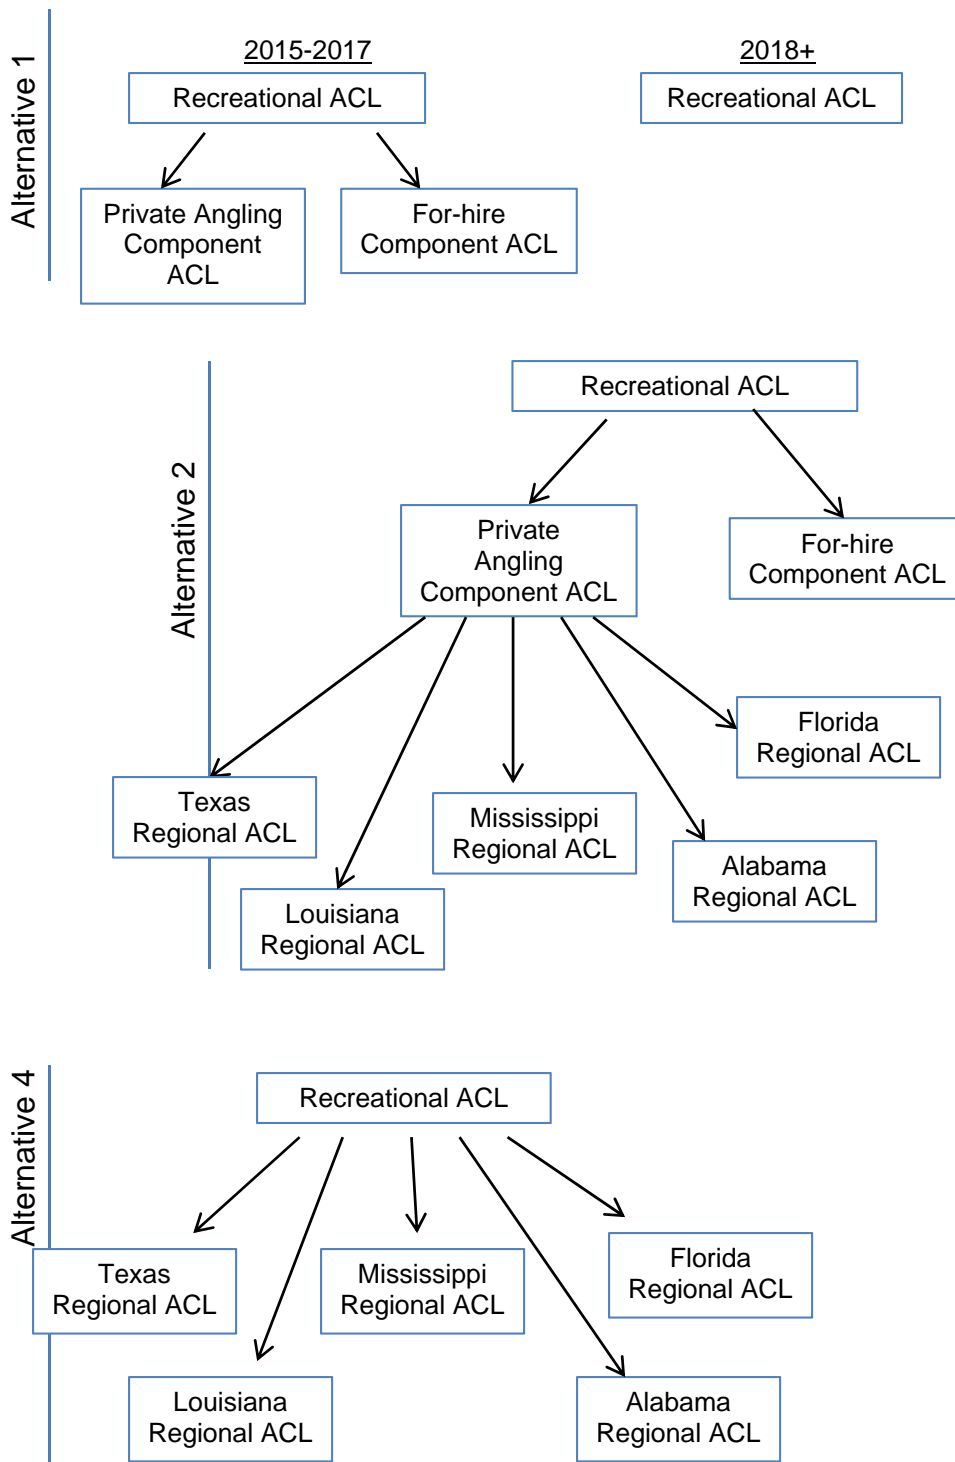 Alternative 1
2015-2017
2018+
Recreational ACL
Recreational ACL
Private Angling
Component
ACL
For-hire
Component ACL
Alternative 2
Recreational ACL
Private
Angling
Component ACL
For-hire
Component ACL
Florida
Regional ACL
Texas
Regional ACL
Mississippi
Regional ACL
Alabama
Regional ACL
Louisiana
Regional ACL
Alternative 4
Recreational ACL
Texas
Regional ACL
Mississippi
Regional ACL
Florida
Regional ACL
Louisiana
Regional ACL
Alabama
Regional ACL